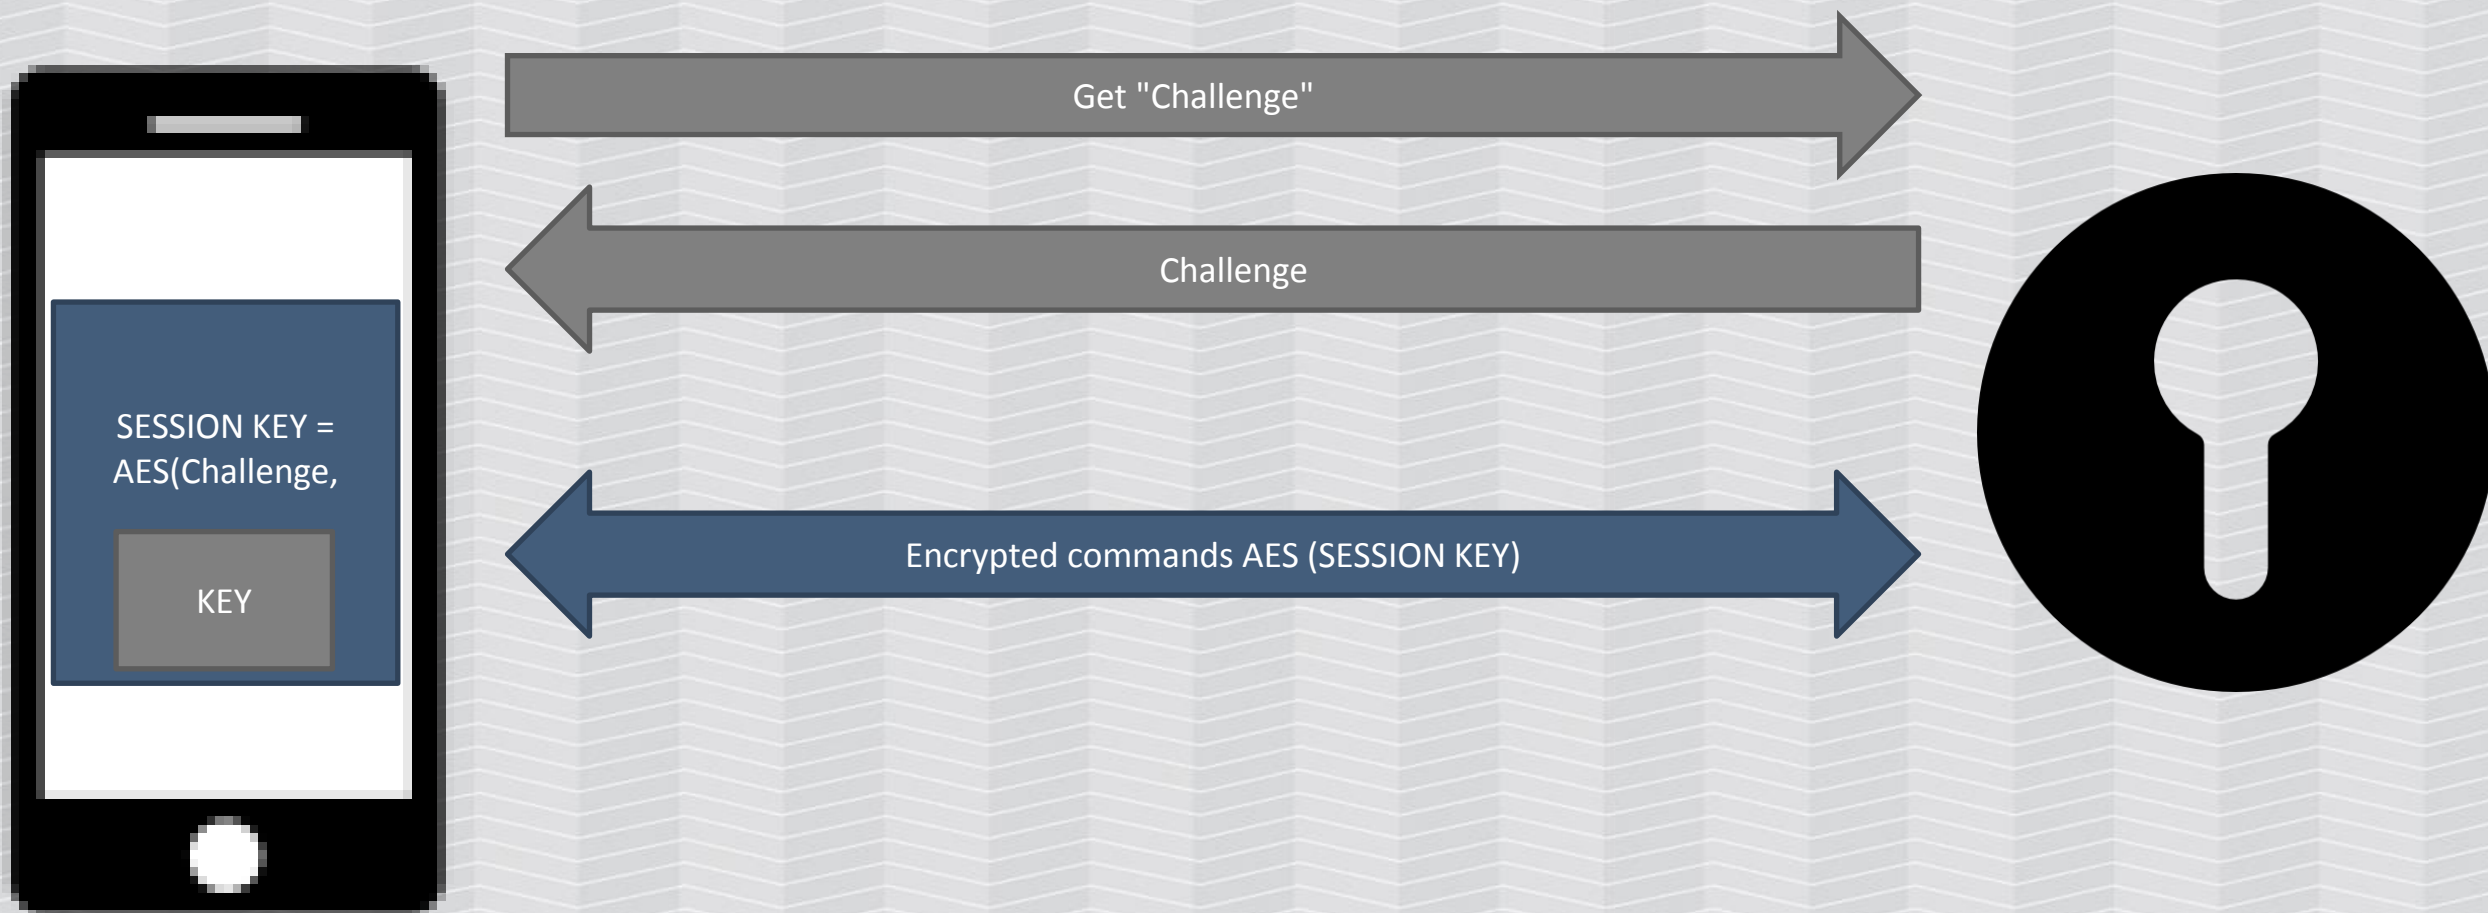 Get "Challenge"
Challenge
SESSION KEY =
AES(Challenge,
KEY
Encrypted commands AES (SESSION KEY)